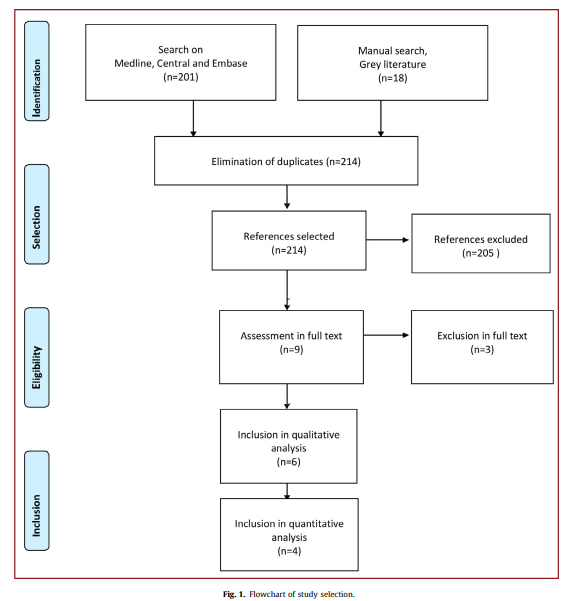 Identification
Search on
Medline, Central and Embase
(n=201)
Manual search,
Grey literature
(n=18)
Elimination of duplicates (n=214)
Selection
References selected
(n=214)
References excluded
(n=205 )
Eligibility
Assessment in full text
(n=9)
Exclusion in full text
(n=3)
Inclusion in qualitative
analysis
(n=6)
Inclusion
Inclusion in quantitative
analysis
(n=4)
Fig. 1. Flowchart of study selection.